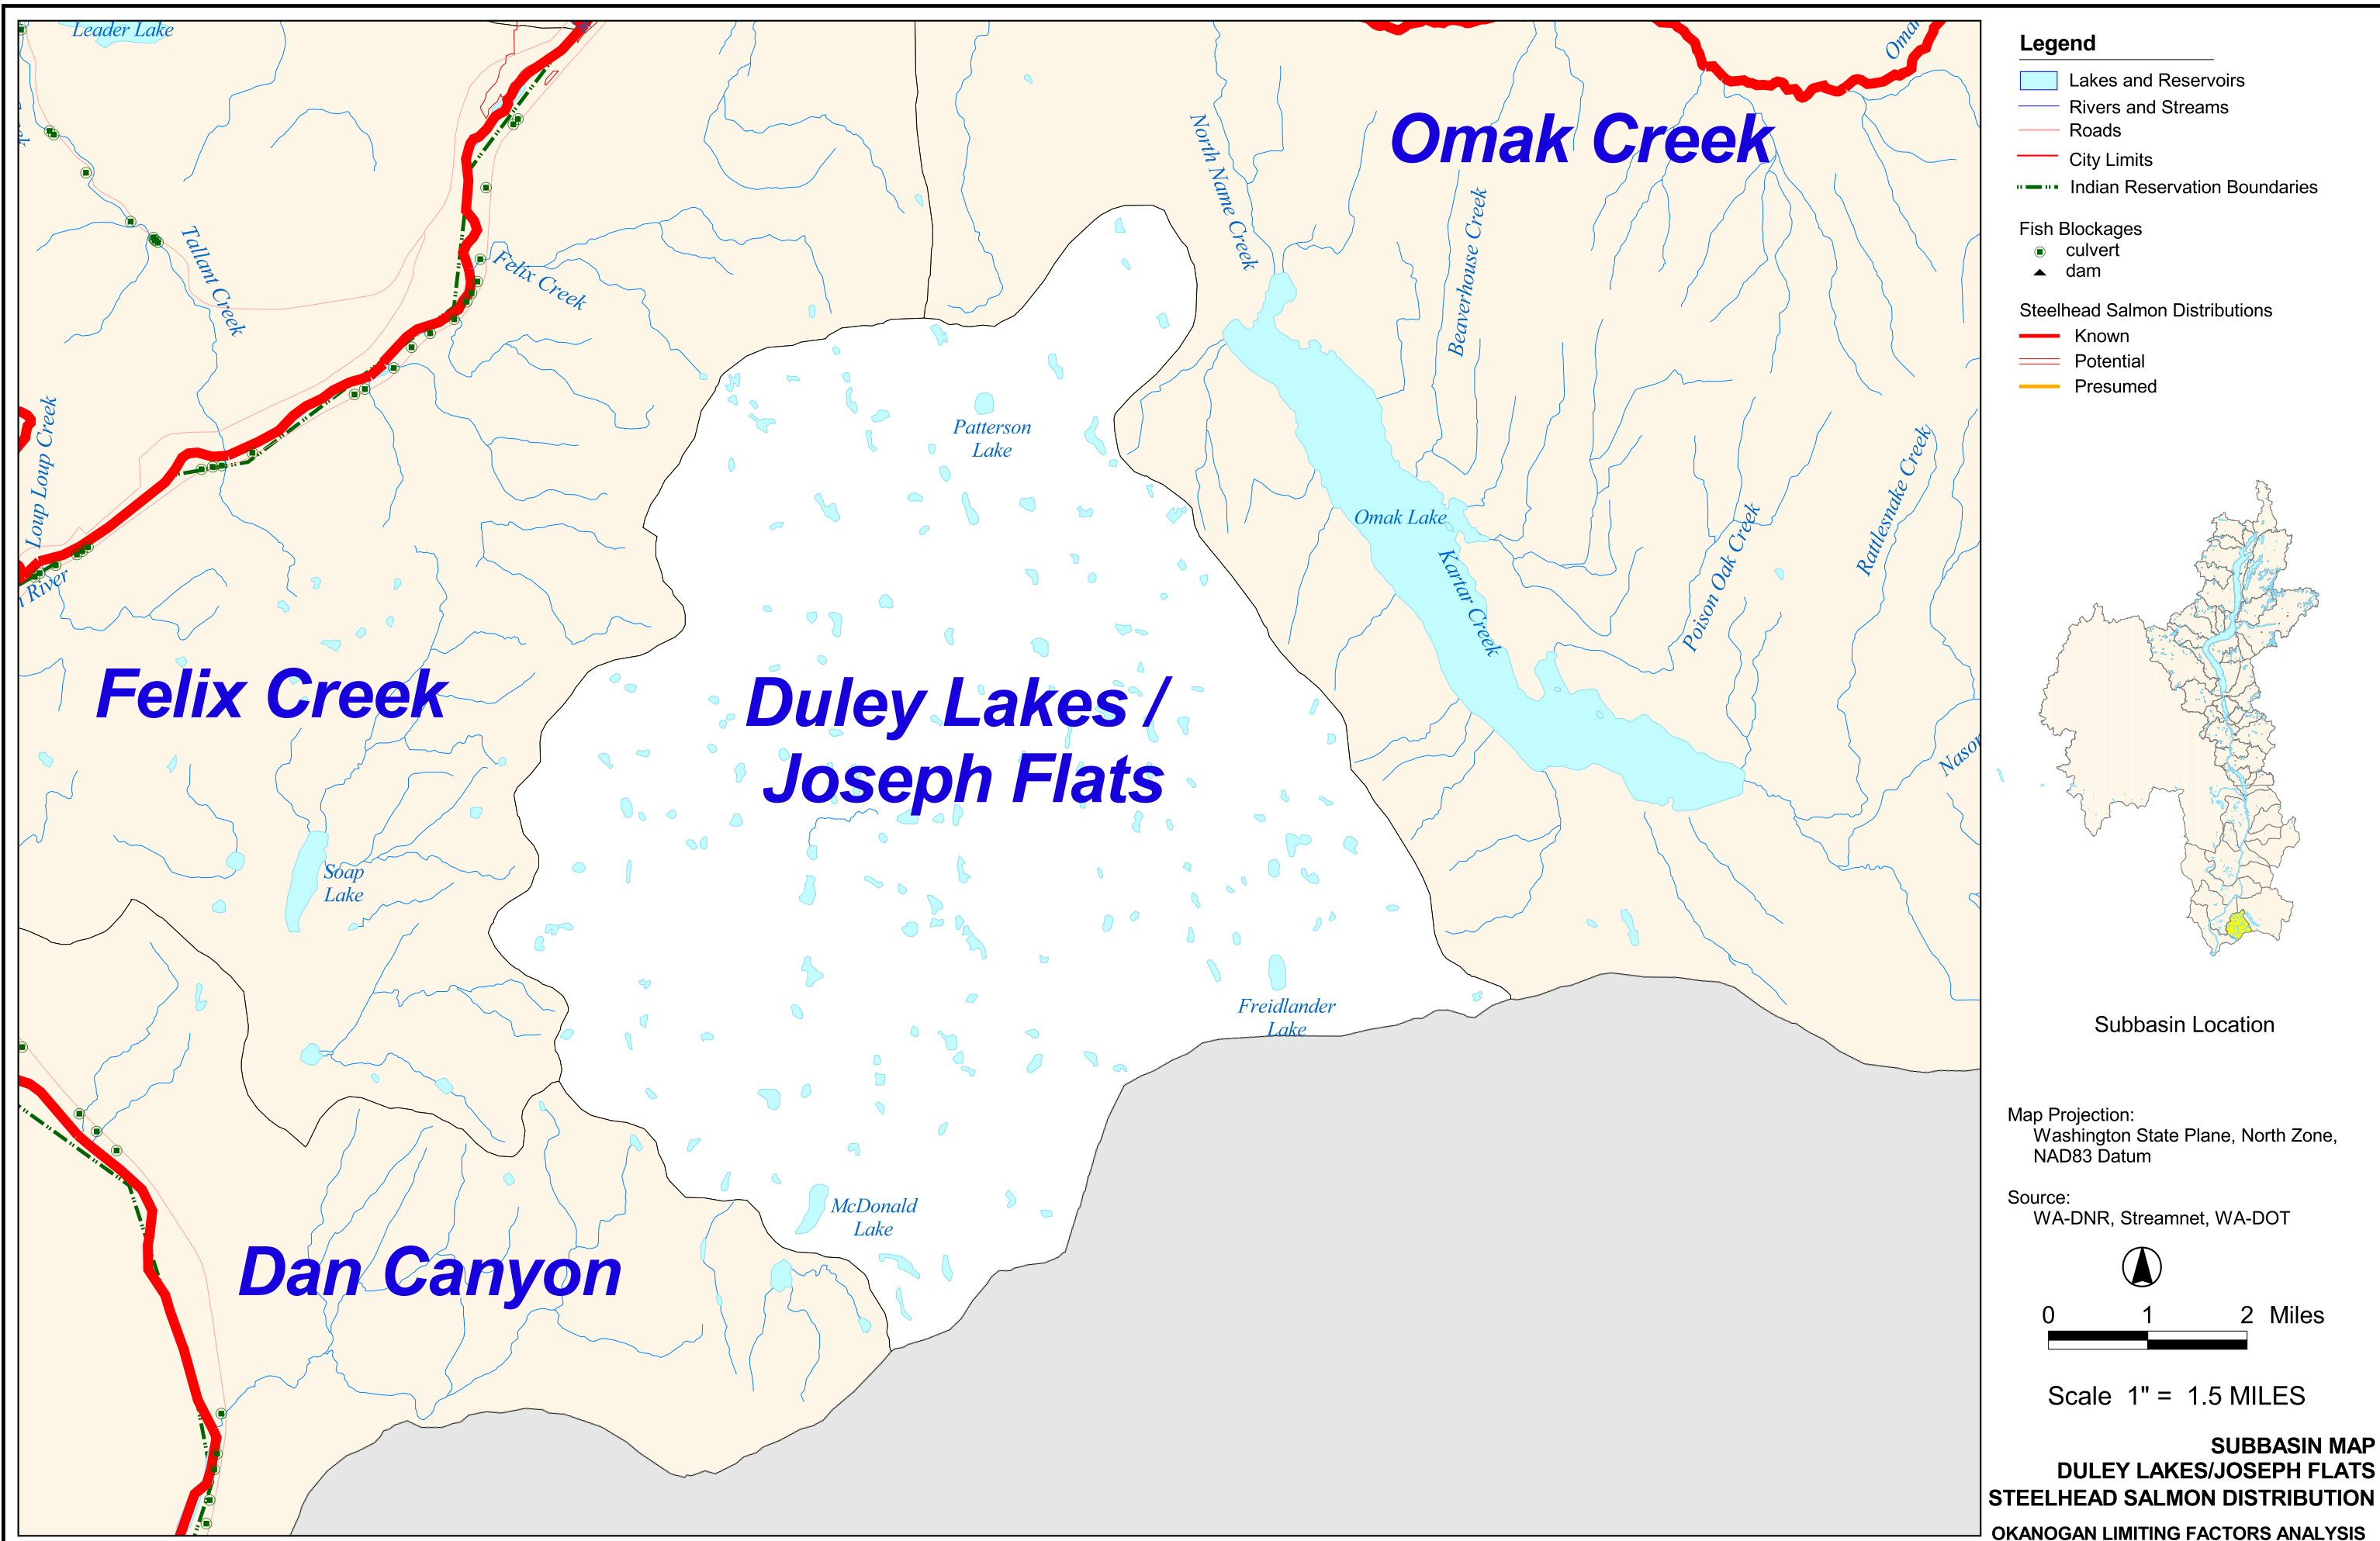 Leader Lake
Omak Creek
North Name Creek
Beaverhouse Creek
Tallant Creek
Felix Creek
Loup Loup Creek
River
Patterson
Lake
Omak Lake
Kartar Creek
Poison Oak Creek
Rattlesnake Creek
Felix Creek
Duley Lakes /
Joseph Flats
Soap
Lake
Freidlander
Lake
McDonald
Lake
Dan Canyon
Legend
Lakes and Reservoirs
Rivers and Streams
Roads
City Limits
Indian Reservation Boundaries
Fish Blockages
culvert
dam
Steelhead Salmon Distributions
Known
Potential
Presumed
Subbasin Location
Map Projection:
Washington State Plane, North Zone,
NAD83 Datum
Source:
WA-DNR, Streamnet, WA-DOT
0 1 2 Miles
Scale 1" = 1.5 MILES
SUBBASIN MAP
DULEY LAKES/JOSEPH FLATS
STEELHEAD SALMON DISTRIBUTION
OKANOGAN LIMITING FACTORS ANALYSIS